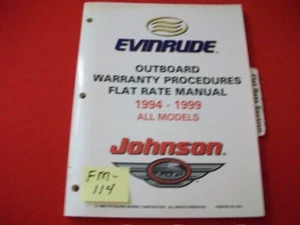 EVINRUDE
OUTBOARD
WARRANTY PROCEDURES
FLAT RATE MANUAL
1994 - 1999
ALL MODELS
Johnson
FM-
114
Flat Rate Section